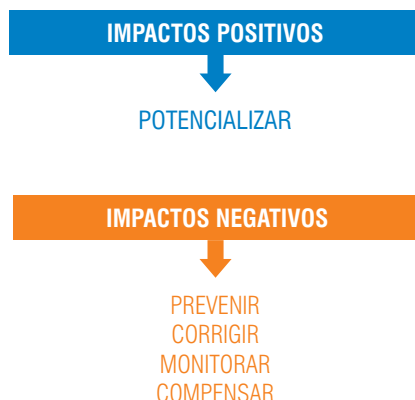 IMPACTOS POSITIVOS
POTENCIALIZAR
IMPACTOS NEGATIVOS
PREVENIR
CORRIGIR
MONITORAR
COMPENSAR